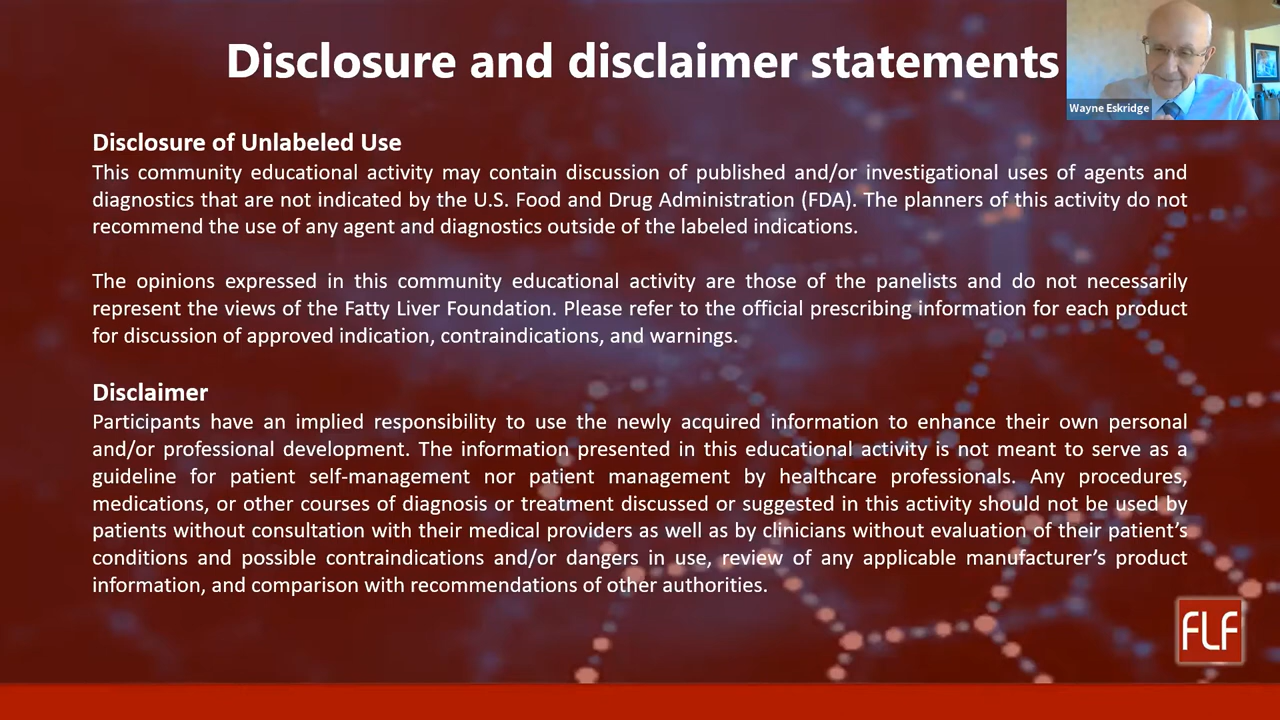 Disclosure and disclaimer statements
Wayne Eskridge
Disclosure of Unlabeled Use
This community educational activity may contain discussion of published and/or investigational uses of agents and
diagnostics that are not indicated by the U.S. Food and Drug Administration (FDA). The planners of this activity do not
recommend the use of any agent and diagnostics outside of the labeled indications.
The opinions expressed in this community educational activity are those of the panelists and do not necessarily
represent the views of the Fatty Liver Foundation. Please refer to the official prescribing information for each product
for discussion of approved indication, contraindications, and warnings.
Disclaimer
Participants have an implied responsibility to use the newly acquired information to enhance their own personal
and/or professional development. The information presented in this educational activity is not meant to serve as a
guideline for patient self-management nor patient management by healthcare professionals. Any procedures,
medications, or other courses of diagnosis or treatment discussed or suggested in this activity should not be used by
patients without consultation with their medical providers as well as by clinicians without evaluation of their patient’s
conditions and possible contraindications and/or dangers in use, review of any applicable manufacturer’s product
information, and comparison with recommendations of other authorities.
FLF